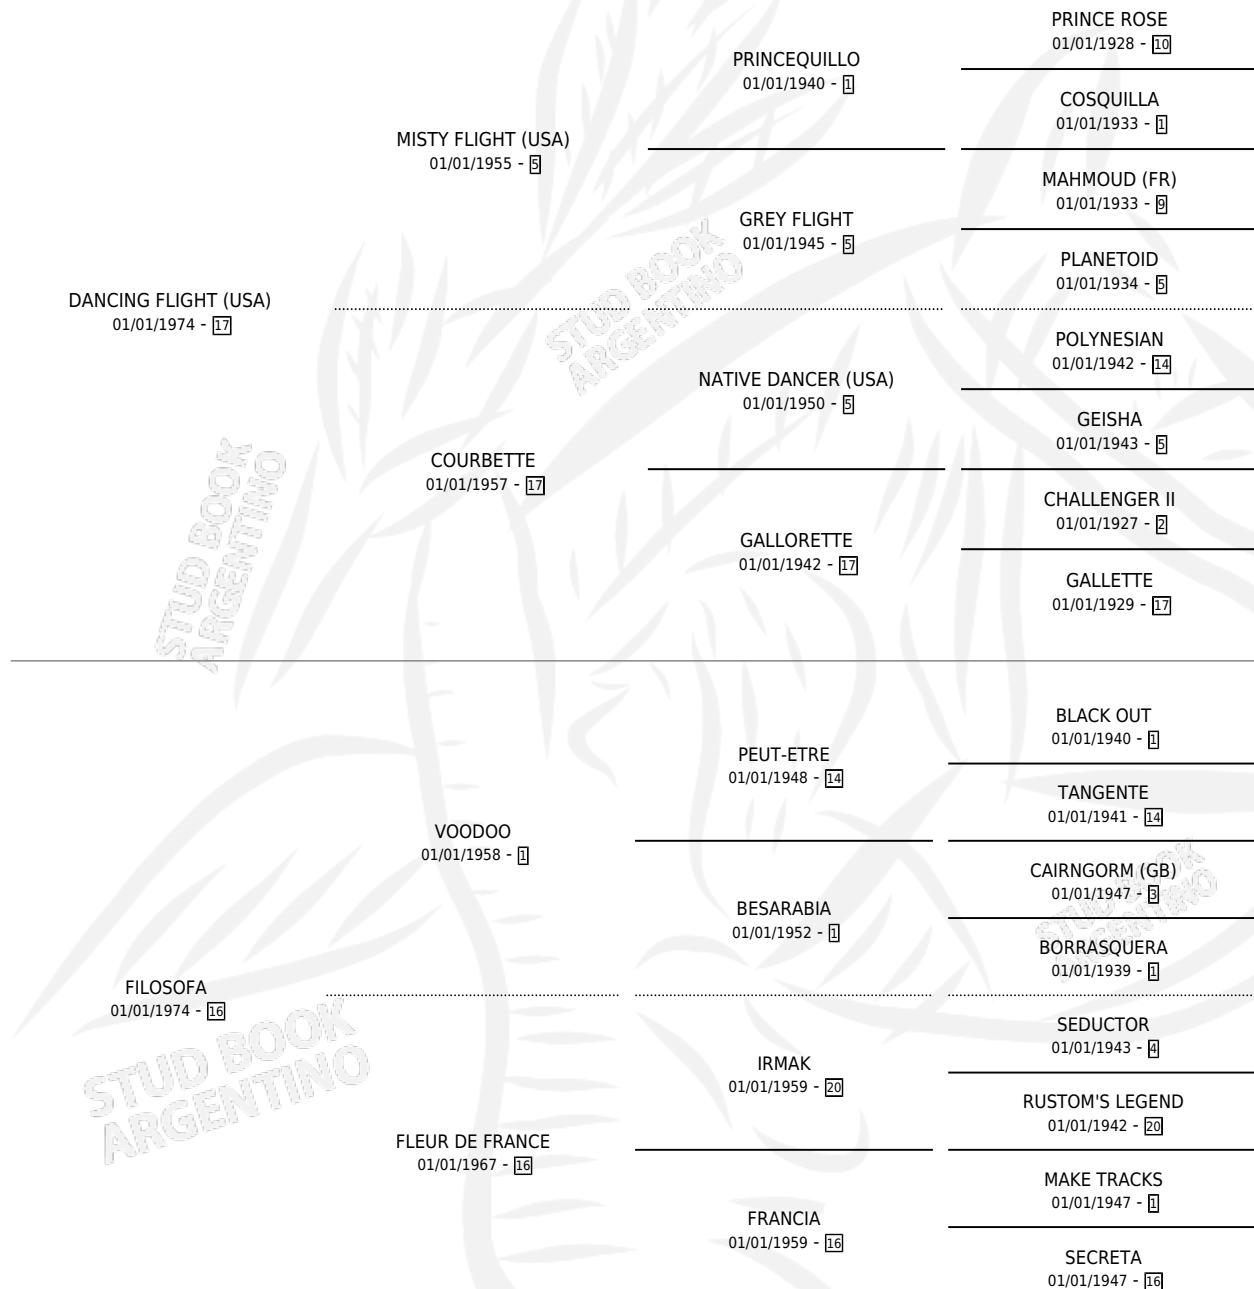 PRINCE ROSE
01/01/1928 - 10
PRINCEQUILLO
01/01/1940 - 1
COSQUILLA
01/01/1933 - 1
MISTY FLIGHT (USA)
01/01/1955 - 5
MAHMOUD (FR)
01/01/1933 - 9
GREY FLIGHT
01/01/1945 - 5
PLANETOID
01/01/1934 - 5
DANCING FLIGHT (USA)
01/01/1974 - 17
POLYNESIAN
01/01/1942 - 14
NATIVE DANCER (USA)
01/01/1950 - 5
GEISHA
01/01/1943 - 5
COURBETTE
01/01/1957 - 17
CHALLENGER II
01/01/1927 - 2
GALLORETTE
01/01/1942 - 17
GALLETTE
01/01/1929 - 17
BLACK OUT
01/01/1940 - 1
PEUT-ETRE
01/01/1948 - 14
TANGENTE
01/01/1941 - 14
VOODOO
01/01/1958 - 1
CAIRNGORM (GB)
01/01/1947 - 3
BESARABIA
01/01/1952 - 1
BORRASQUERA
01/01/1939 - 1
FILOSOFA
01/01/1974 - 16
SEDUCTOR
01/01/1943 - 4
IRMAK
01/01/1959 - 20
RUSTOM'S LEGEND
01/01/1942 - 20
FLEUR DE FRANCE
01/01/1967 - 16
MAKE TRACKS
01/01/1947 - 1
FRANCIA
01/01/1959 - 16
SECRETA
01/01/1947 - 16
STUD BOOK
ARGENTINO
STUD BOOK
ARGENTINO
STUD BOOK
ARGENTINO
STUD BOOK
ARGENTINO